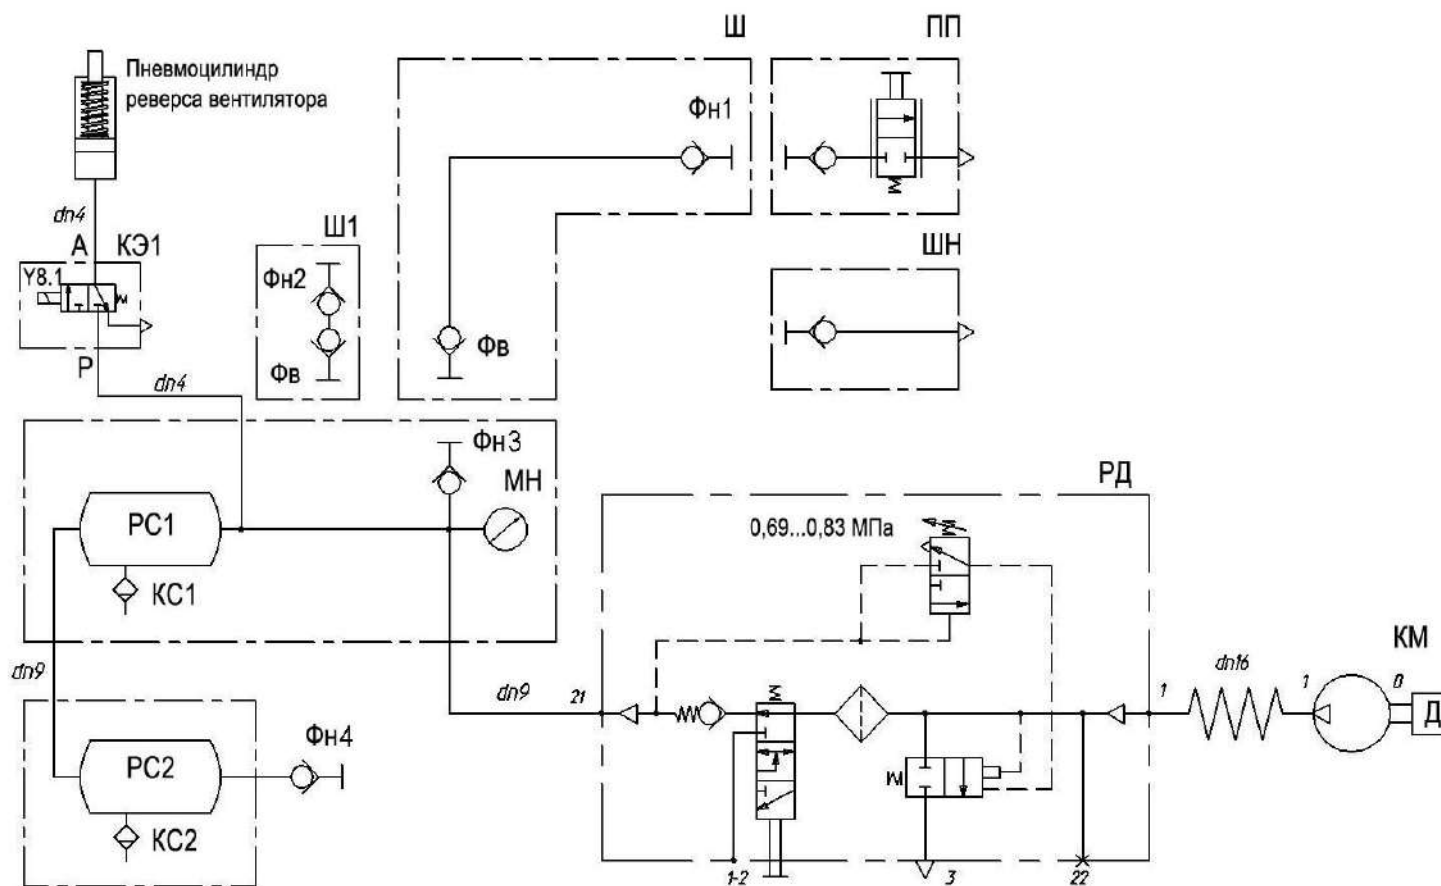 Ш
ПП
Пневмоцилиндр
реверса вентилятора
Фн1
dn4
А
КЭ1
Y8.1
Р
dn4
Ш1
Фн2
Фв
Фв
ШН
Фн3
МН
РС1
КС1
РД
0,69...0,83 МПа
КМ
dn9
dn9
21
1
dn16
1
0
Д
РС2
Фн4
КС2
1-2
3
22